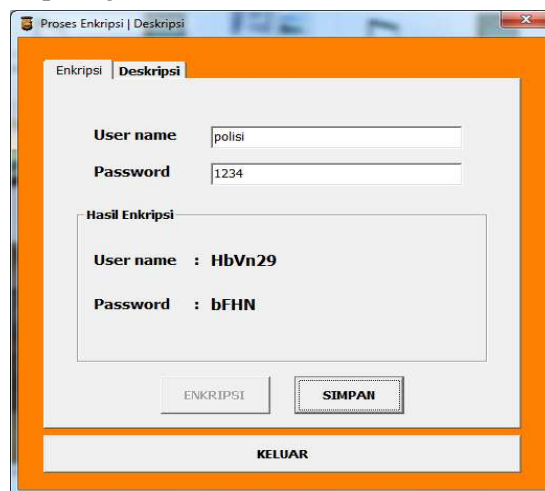 Proses Enkripsi | Deskripsi
Enkripsi Deskripsi
User name polisi
Password 1234
Hasil Enkripsi
User name : HbVn29
Password : bFHN
ENKRIPSI SIMPAN
KELUAR